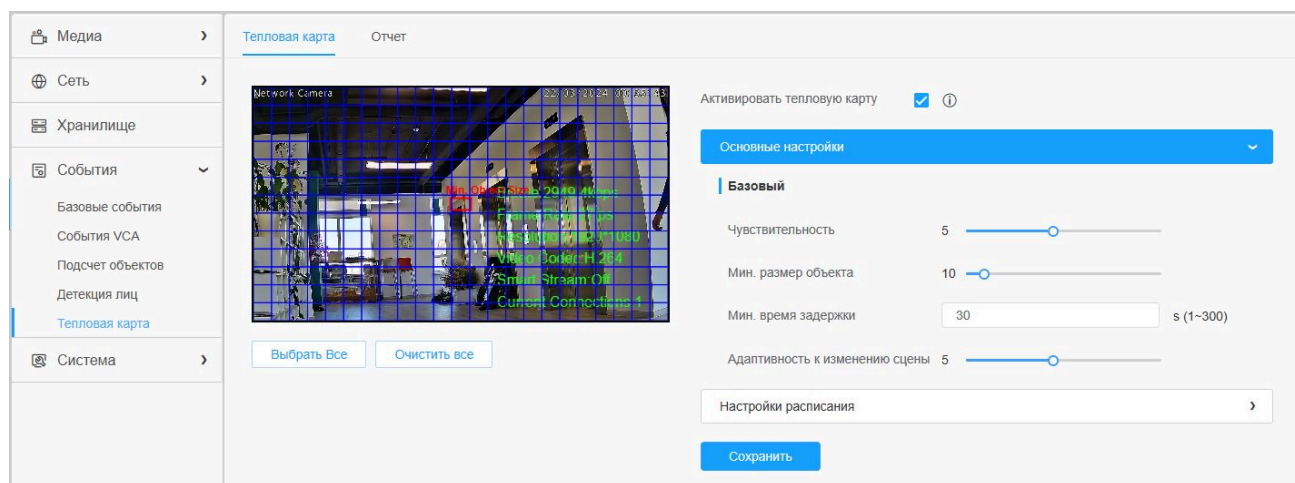 Медиа
Сеть
Хранилище
События
Базовые события
События VCA
Подсчет объектов
Детекция лиц
Тепловая карта
Система
Тепловая карта Отчет
Network Camera
Min. Object Size
Video Codec:H.264
Smart Stream:Off
Current Connections:1
Выбрать Все Очистить все
Активировать тепловую карту
Основные настройки
Базовый
Чувствительность 5
Мин. размер объекта 10
Мин. время задержки 30 s (1~300)
Адаптивность к изменению сцены 5
Настройки расписания
Сохранить